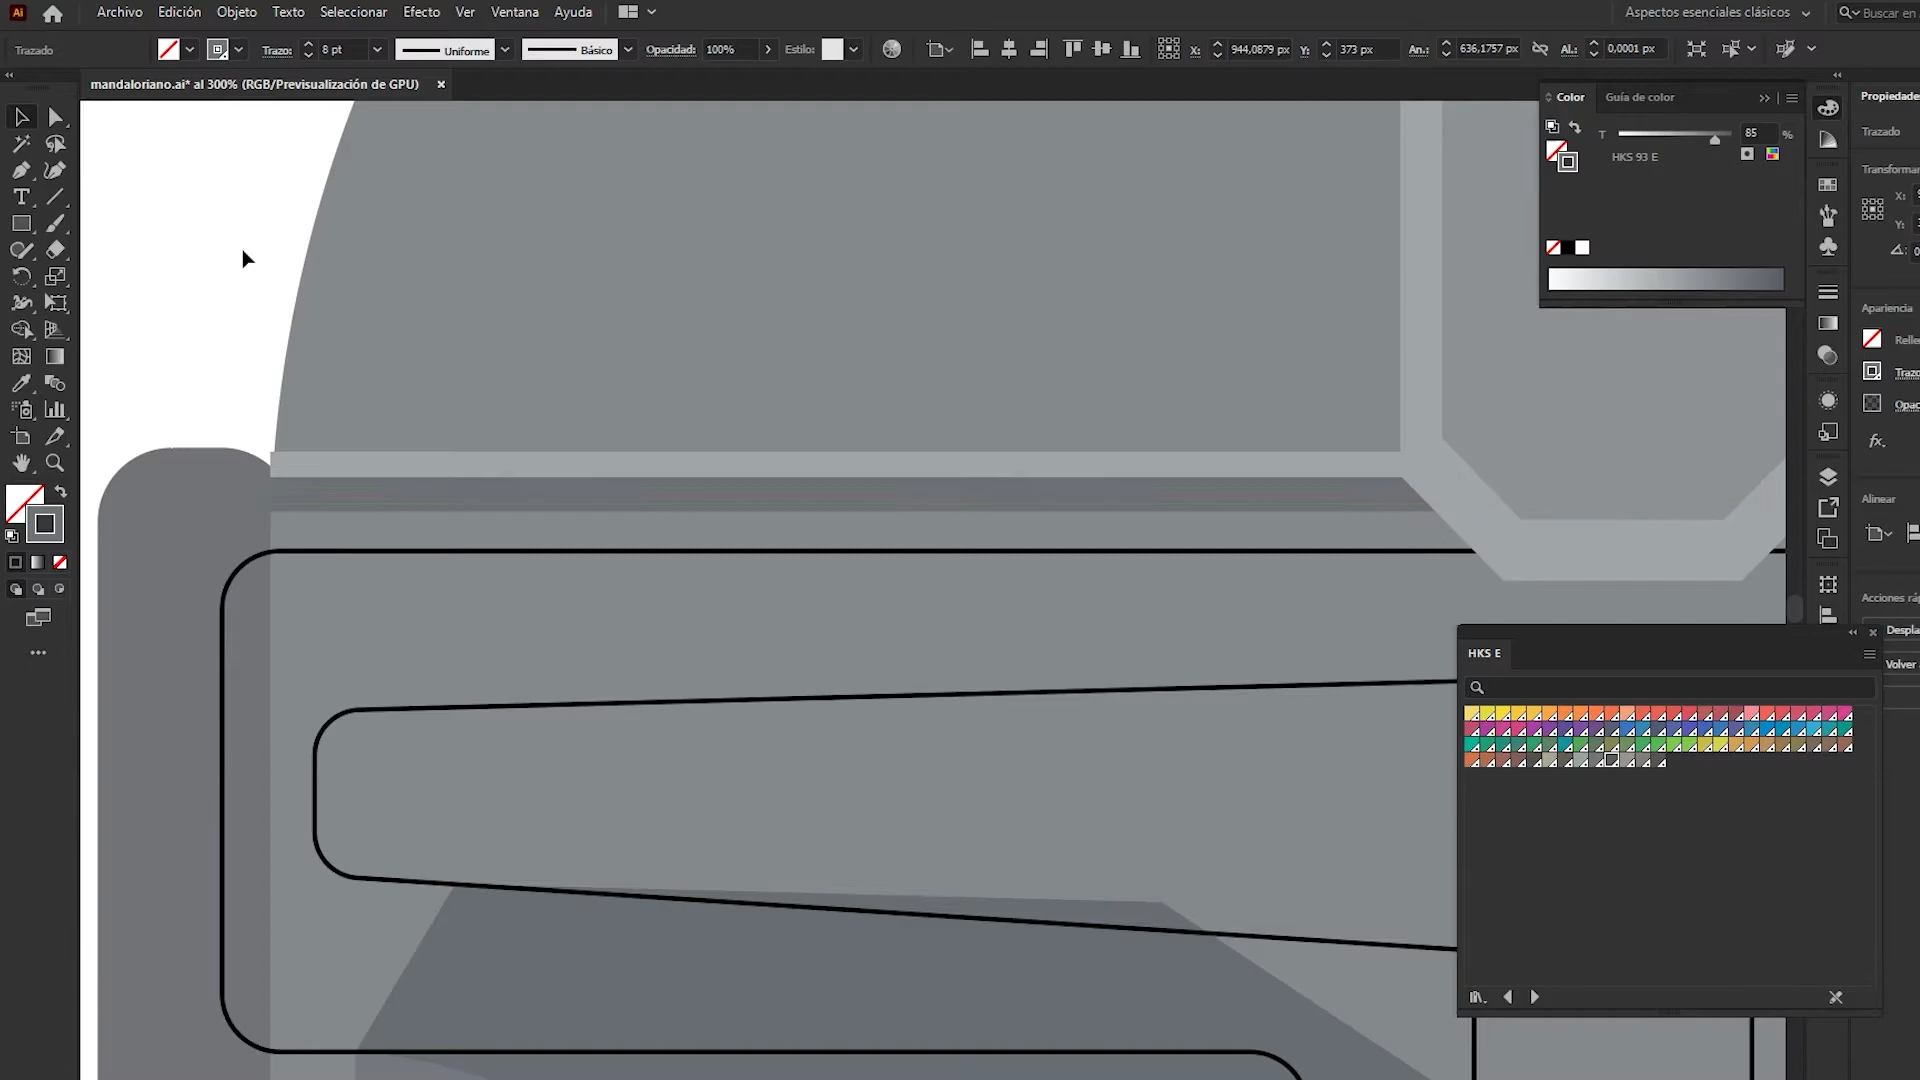 Ai
Archivo Edición Objeto Texto Seleccionar Efecto Ver Ventana Ayuda
Aspectos esenciales clásicos
Buscar en
Trazado
Trazo: 8 pt
Uniforme
Básico
Opacidad: 100%
Estilo:
X: 944,0879 px Y: 373 px An.: 636,1757 px Al.: 0,0001 px
mandaloriano.ai* al 300% (RGB/Previsualización de GPU)
Color Guía de color
T 85 %
HKS 93 E
Propiedades
Trazado
Transformar
X:
Y:
Apariencia
Relle
Trazo
Opac
fx.
Alinear
Acciones ráp
Despla
Volver
HKS E